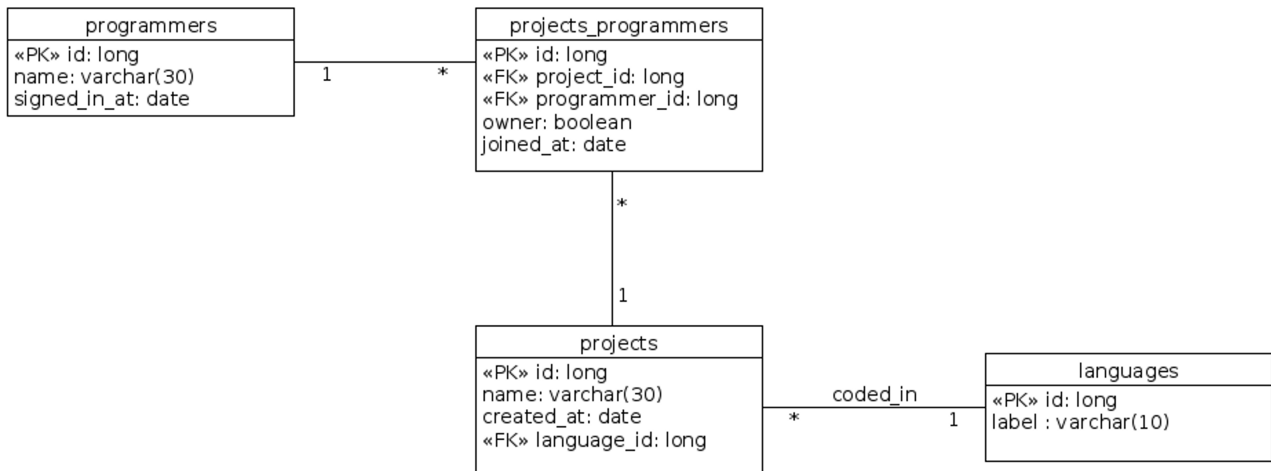 programmers
«PK» id: long
name: varchar(30)
signed_in_at: date
1
*
projects_programmers
«PK» id: long
«FK» project_id: long
«FK» programmer_id: long
owner: boolean
joined_at: date
*
1
projects
«PK» id: long
name: varchar(30)
created_at: date
«FK» language_id: long
coded_in
*
1
languages
«PK» id: long
label : varchar(10)